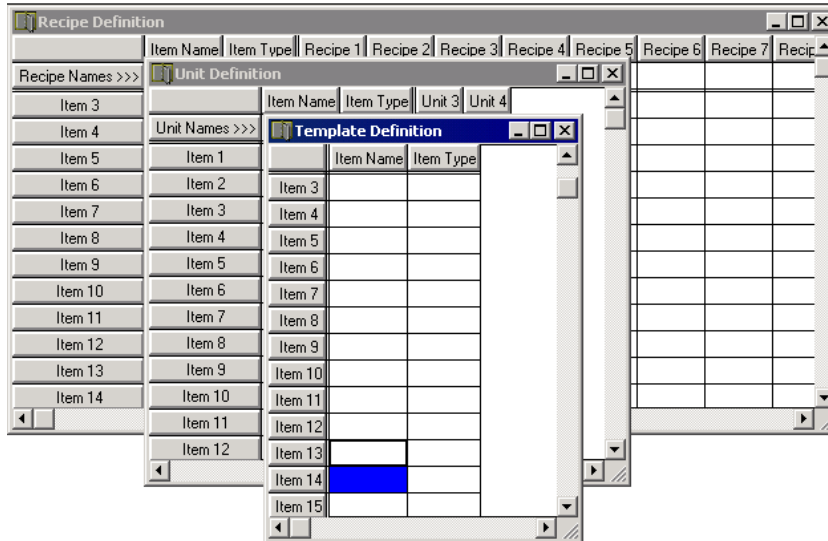 Recipe Definition
Item Name Item Type Recipe 1 Recipe 2 Recipe 3 Recipe 4 Recipe 5 Recipe 6 Recipe 7
Recipe Names >>>
Item 3
Item 4
Item 5
Item 6
Item 7
Item 8
Item 9
Item 10
Item 11
Item 12
Item 13
Item 14
Unit Definition
Item Name Item Type Unit 3 Unit 4
Unit Names >>>
Item 1
Item 2
Item 3
Item 4
Item 5
Item 6
Item 7
Item 8
Item 9
Item 10
Item 11
Item 12
Template Definition
Item Name Item Type
Item 3
Item 4
Item 5
Item 6
Item 7
Item 8
Item 9
Item 10
Item 11
Item 12
Item 13
Item 14
Item 15